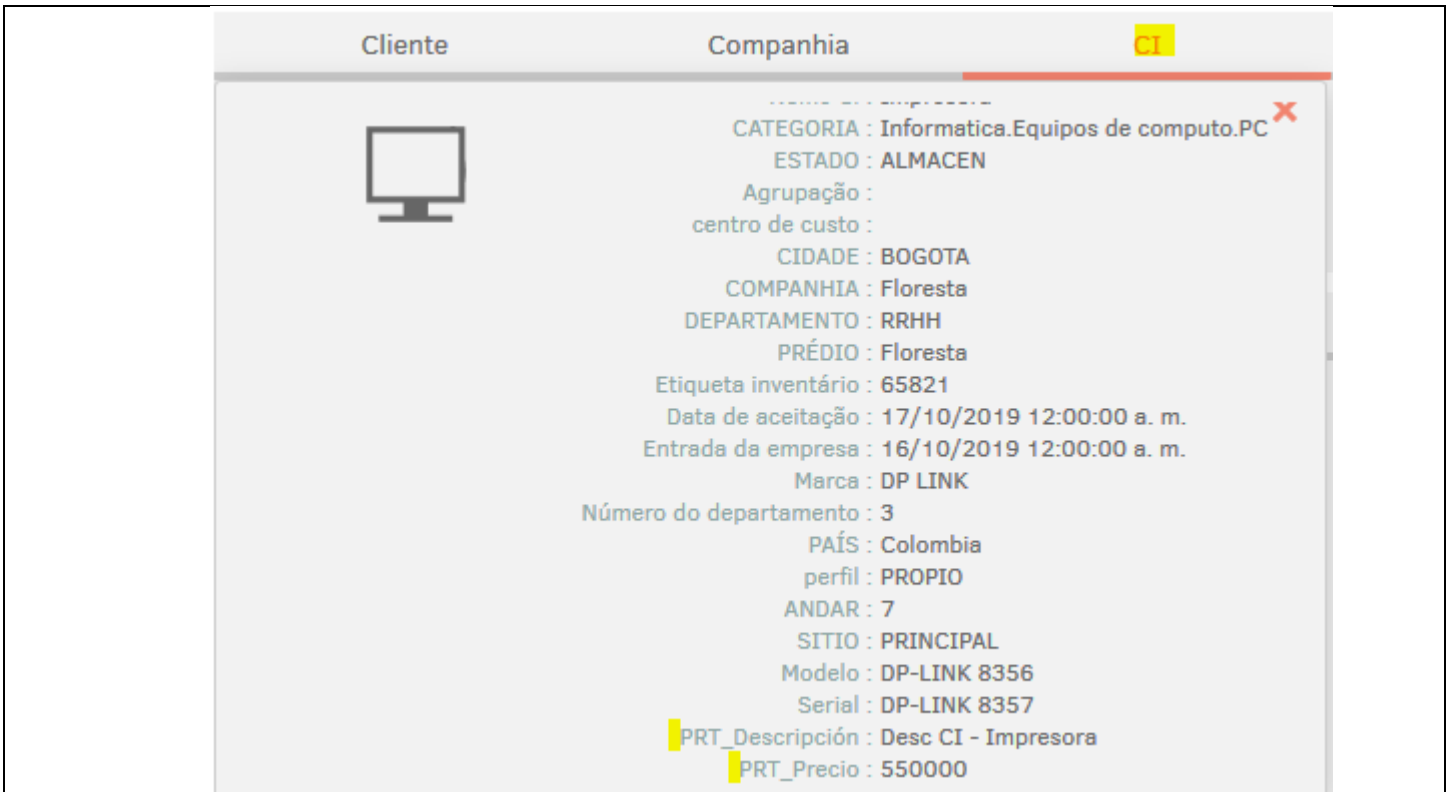 Cliente Companhia CI
CATEGORIA : Informatica.Equipos de computo.PC
ESTADO : ALMACEN
Agrupação :
centro de custo :
CIDADE : BOGOTA
COMPANHIA : Floresta
DEPARTAMENTO : RRHH
PRÉDIO : Floresta
Etiqueta inventário : 65821
Data de aceitação : 17/10/2019 12:00:00 a. m.
Entrada da empresa : 16/10/2019 12:00:00 a. m.
Marca : DP LINK
Número do departamento : 3
PAÍS : Colombia
perfil : PROPIO
ANDAR : 7
SITIO : PRINCIPAL
Modelo : DP-LINK 8356
Serial : DP-LINK 8357
PRT_Descripción : Desc CI - Impresora
PRT_Precio : 550000